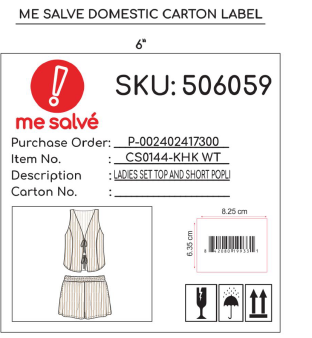 ME SALVE DOMESTIC CARTON LABEL
6"
SKU: 506059
me salvé
Purchase Order: P-002402417300
Item No. : CS0144-KHK WT
Description : LADIES SET TOP AND SHORT POPLI
Carton No. :
8.25 cm
6.35 cm